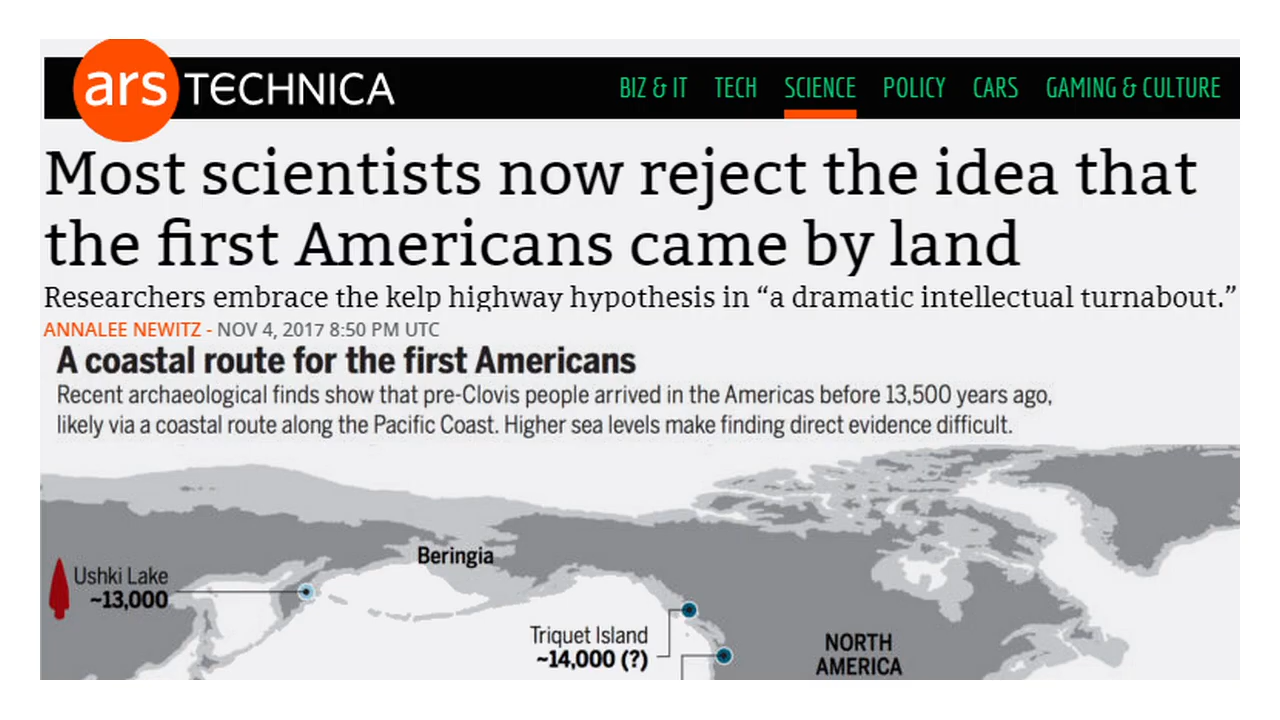 ars TECHNICA
BIZ & IT TECH SCIENCE POLICY CARS GAMING & CULTURE
Most scientists now reject the idea that
the first Americans came by land
Researchers embrace the kelp highway hypothesis in “a dramatic intellectual turnabout.”
ANNALEE NEWITZ - NOV 4, 2017 8:50 PM UTC
A coastal route for the first Americans
Recent archaeological finds show that pre-Clovis people arrived in the Americas before 13,500 years ago,
likely via a coastal route along the Pacific Coast. Higher sea levels make finding direct evidence difficult.
Beringia
Ushki Lake
~13,000
Triquet Island
~14,000 (?)
NORTH
AMERICA